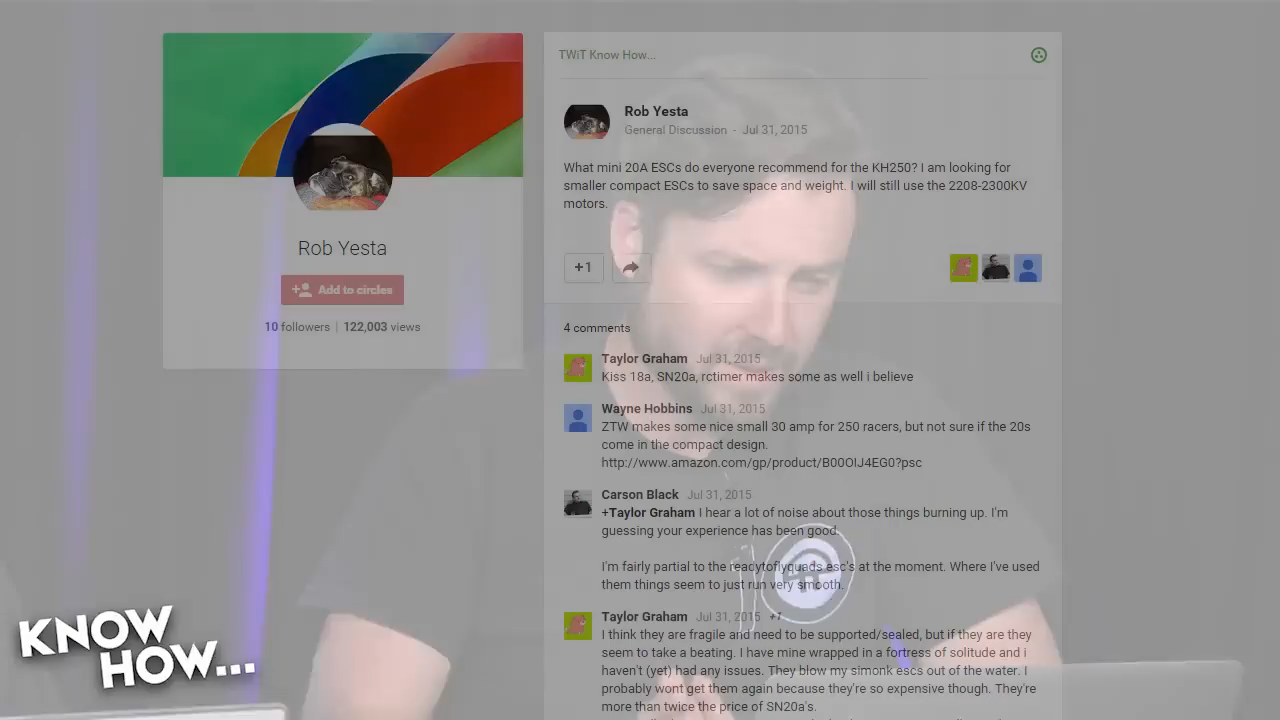 TWiT Know How...
Rob Yesta
General Discussion - Jul 31, 2015
What mini 20A ESCs do everyone recommend for the KH250? I am looking for
smaller compact ESCs to save space and weight. I will still use the 2208-2300KV
motors.
+1
Rob Yesta
Add to circles
10 followers | 122,003 views
4 comments
Taylor Graham Jul 31, 2015
Kiss 18a, SN20a, rctimer makes some as well i believe
Wayne Hobbins Jul 31, 2015
ZTW makes some nice small 30 amp for 250 racers, but not sure if the 20s
come in the compact design.
http://www.amazon.com/gp/product/B00OIJ4EG0?psc
Carson Black Jul 31, 2015
+Taylor Graham I hear a lot of noise about those things burning up. I'm
guessing your experience has been good.
I'm fairly partial to the readytoflyquads esc's at the moment. Where I've used
them things seem to just run very smooth.
Taylor Graham Jul 31, 2015 +1
I think they are fragile and need to be supported/sealed, but if they are they
seem to take a beating. I have mine wrapped in a fortress of solitude and i
haven't (yet) had any issues. They blow my simonk escs out of the water. I
probably wont get them again because they're so expensive though. They're
more than twice the price of SN20a's.
KNOW
HOW...